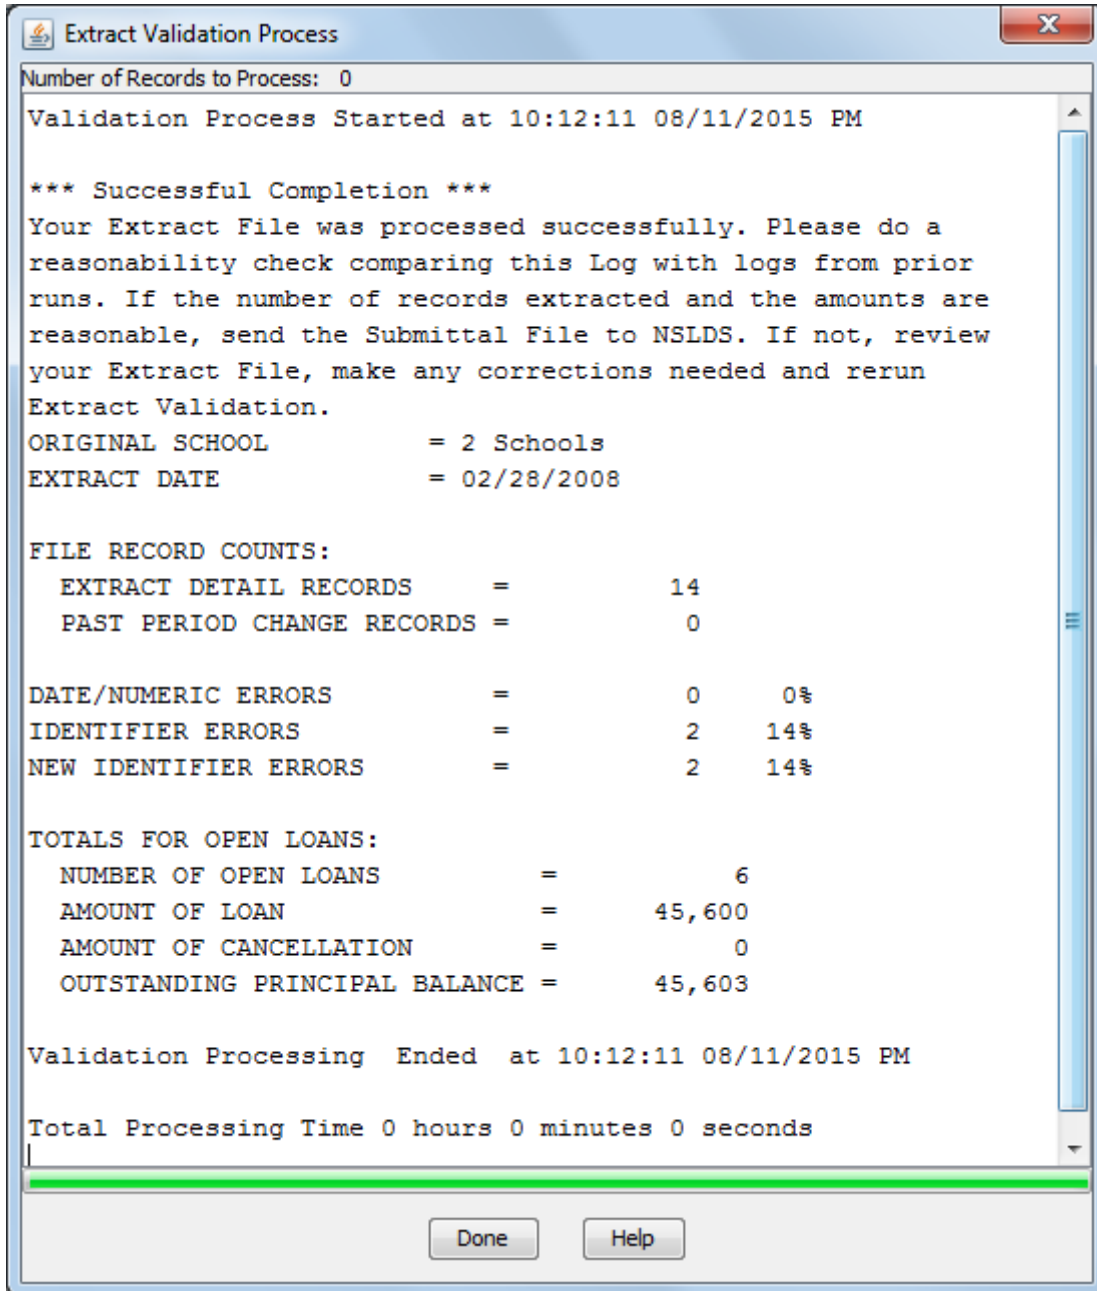 Extract Validation Process
Number of Records to Process: 0
Validation Process Started at 10:12:11 08/11/2015 PM
*** Successful Completion ***
Your Extract File was processed successfully. Please do a
reasonability check comparing this Log with logs from prior
runs. If the number of records extracted and the amounts are
reasonable, send the Submittal File to NSLDS. If not, review
your Extract File, make any corrections needed and rerun
Extract Validation.
ORIGINAL SCHOOL = 2 Schools
EXTRACT DATE = 02/28/2008
FILE RECORD COUNTS:
EXTRACT DETAIL RECORDS = 14
PAST PERIOD CHANGE RECORDS = 0
DATE/NUMERIC ERRORS = 0 0%
IDENTIFIER ERRORS = 2 14%
NEW IDENTIFIER ERRORS = 2 14%
TOTALS FOR OPEN LOANS:
NUMBER OF OPEN LOANS = 6
AMOUNT OF LOAN = 45,600
AMOUNT OF CANCELLATION = 0
OUTSTANDING PRINCIPAL BALANCE = 45,603
Validation Processing Ended at 10:12:11 08/11/2015 PM
Total Processing Time 0 hours 0 minutes 0 seconds
Done Help